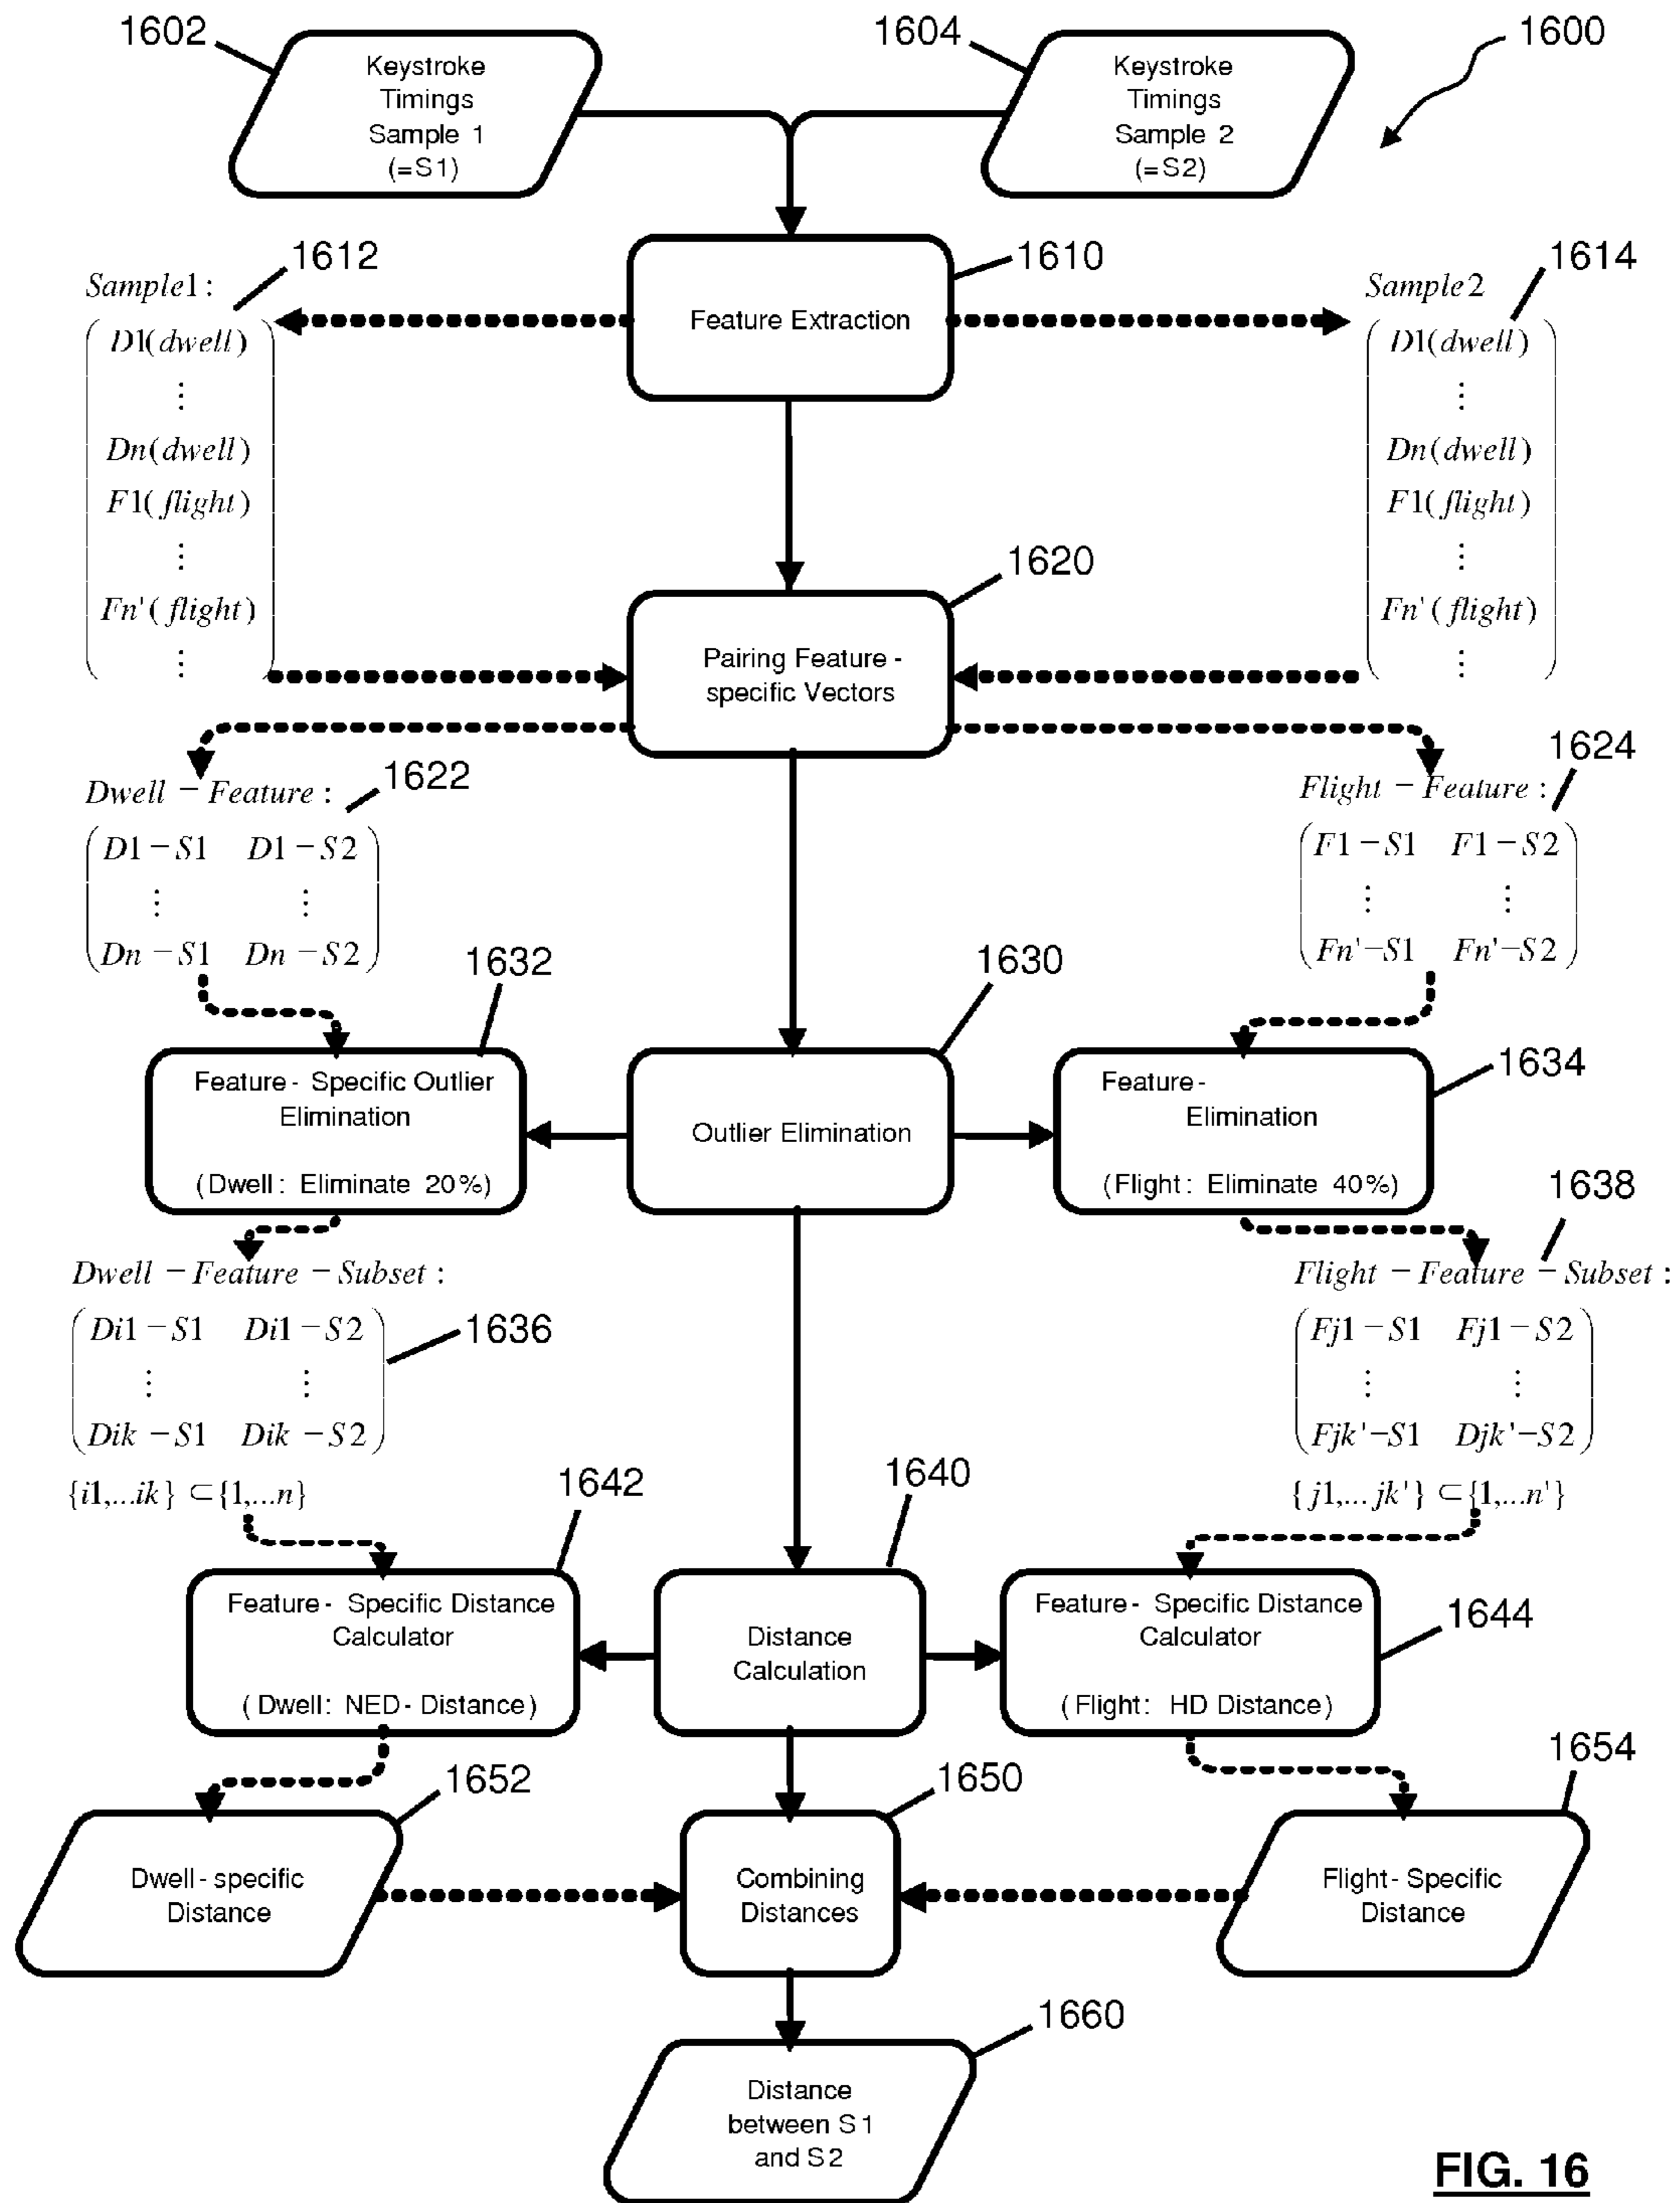 1602
1604
1600
Keystroke
Timings
Sample 1
(=S1)
Keystroke
Timings
Sample 2
(=S2)
1612
1610
1614
Sample1:
Feature Extraction
Sample2
D1(dwell)
⋮
Dn(dwell)
F1(flight)
⋮
Fn'(flight)
⋮
D1(dwell)
⋮
Dn(dwell)
F1(flight)
⋮
Fn'(flight)
⋮
1620
Pairing Feature-
specific Vectors
1622
1624
Dwell – Feature:
D1 – S1 D1 – S2
⋮ ⋮
Dn – S1 Dn – S2
Flight – Feature:
F1 – S1 F1 – S2
⋮ ⋮
Fn'–S1 Fn'–S2
1632
1630
1634
Feature- Specific Outlier
Elimination
(Dwell: Eliminate 20%)
Outlier Elimination
Feature-
Elimination
(Flight: Eliminate 40%)
1638
Dwell – Feature – Subset:
Di1 – S1 Di1 – S2
⋮ ⋮
Dik – S1 Dik – S2
{i1,...ik} ⊂ {1,...n}
1636
Flight – Feature – Subset:
Fj1 – S1 Fj1 – S2
⋮ ⋮
Fjk'–S1 Djk'–S2
{j1,...jk'} ⊂ {1,...n'}
1642
1640
1644
Feature- Specific Distance
Calculator
(Dwell: NED- Distance)
Distance
Calculation
Feature- Specific Distance
Calculator
(Flight: HD Distance)
1652
1650
1654
Dwell-specific
Distance
Combining
Distances
Flight-Specific
Distance
1660
Distance
between S1
and S2
FIG. 16